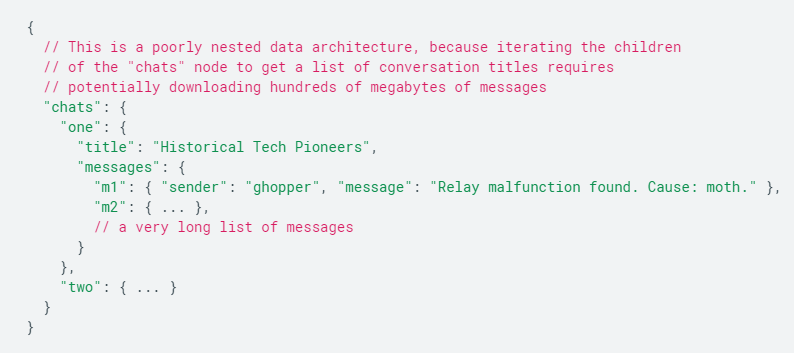 {
  // This is a poorly nested data architecture, because iterating the children
  // of the "chats" node to get a list of conversation titles requires
  // potentially downloading hundreds of megabytes of messages
  "chats": {
    "one": {
      "title": "Historical Tech Pioneers",
      "messages": {
        "m1": { "sender": "ghopper", "message": "Relay malfunction found. Cause: moth." },
        "m2": { ... },
        // a very long list of messages
      }
    },
    "two": { ... }
  }
}